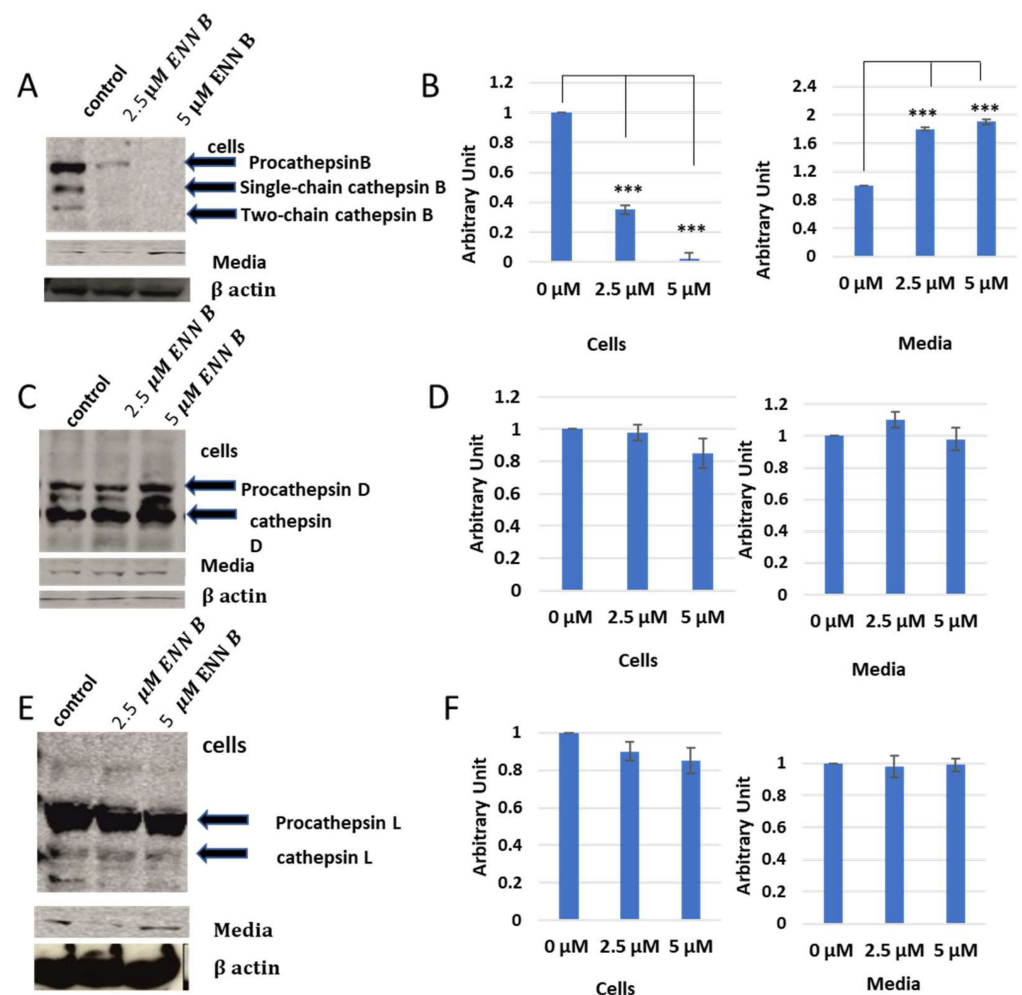 A
control
2.5 μM ENN B
5 μM ENN B
cells
ProcathepsinB
Single-chain cathepsin B
Two-chain cathepsin B
Media
β actin
B
Arbitrary Unit
1.2
1
0.8
0.6
0.4
0.2
0
***
***
0 μM 2.5 μM 5 μM
Cells
Arbitrary Unit
2.4
2
1.6
1.2
0.8
0.4
0
***
***
0 μM 2.5 μM 5 μM
Media
C
control
2.5 μM ENN B
5 μM ENN B
cells
Procathepsin D
cathepsin
D
Media
β actin
D
Arbitrary Unit
1.2
1
0.8
0.6
0.4
0.2
0
0 μM 2.5 μM 5 μM
Cells
Arbitrary Unit
1.2
1
0.8
0.6
0.4
0.2
0
0 μM 2.5 μM 5 μM
Media
E
control
2.5 μM ENN B
5 μM ENN B
cells
Procathepsin L
cathepsin L
Media
β actin
F
Arbitrary Unit
1
0.8
0.6
0.4
0.2
0
0 μM 2.5 μM 5 μM
Cells
Arbitrary Unit
1
0.8
0.6
0.4
0.2
0
0 μM 2.5 μM 5 μM
Media